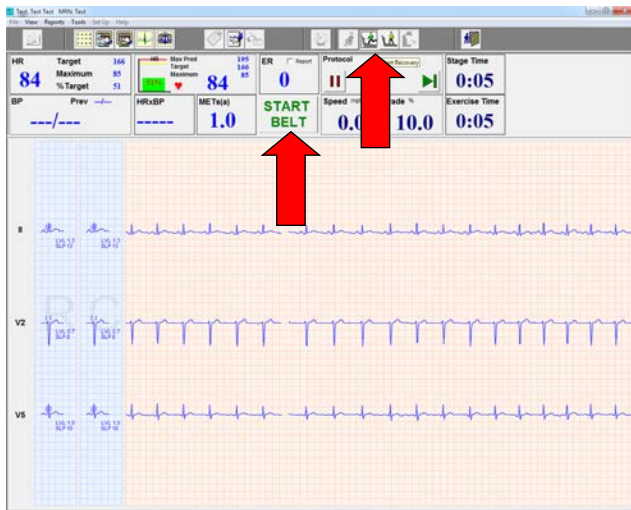 Test, Test Test MRN: Test
File View Reports Tools Set Up Help
HR
84
Target 166
Maximum 85
%Target 51
HR
Max Pred 195
Target 166
Maximum 85
51%
84
ER
Report
0
Protocol
Start Recovery
Stage Time
0:05
BP
Prev --/--
---/---
HRxBP
-----
METs(a)
1.0
START
BELT
Speed
0.0
%
10.0
Exercise Time
0:05
R C
II
V2
V5